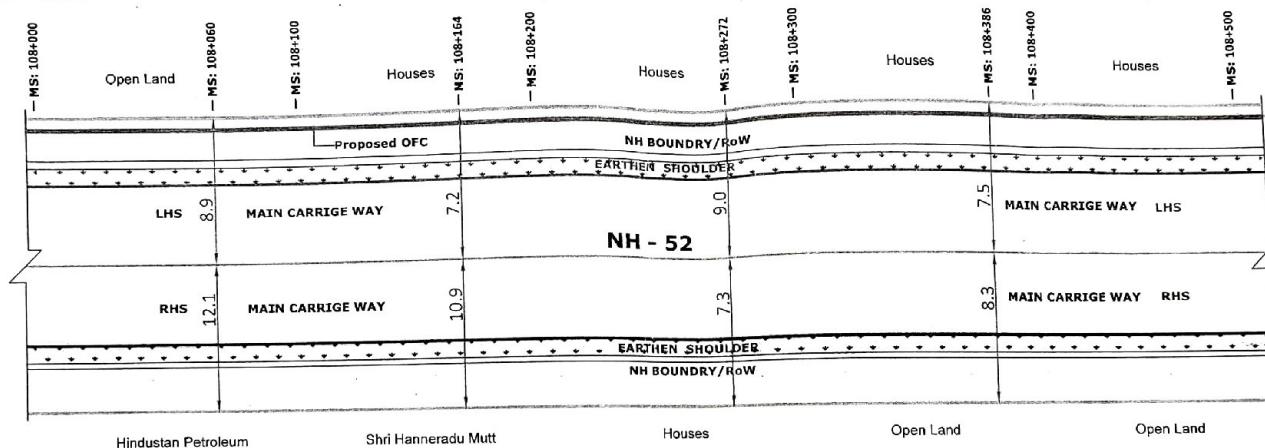 MS: 108+000
MS: 108+060
MS: 108+100
NS: 108+164
MS: 108+200
MS: 108+272
MS: 108+300
MS: 108+386
MS: 108+400
MS: 108+500
Open Land
Houses
Houses
Houses
Houses
Proposed OFC
NH BOUNDRY/RoW
EARTHEN SHOULDER
LHS 8.9 MAIN CARRIGE WAY 7.2 9.0 7.5 MAIN CARRIGE WAY LHS
NH - 52
RHS 12.1 MAIN CARRIGE WAY 10.9 7.3 8.3 MAIN CARRIGE WAY RHS
EARTHEN SHOULDER
NH BOUNDRY/RoW
Hindustan Petroleum
Shri Hanneradu Mutt
Houses
Open Land
Open Land